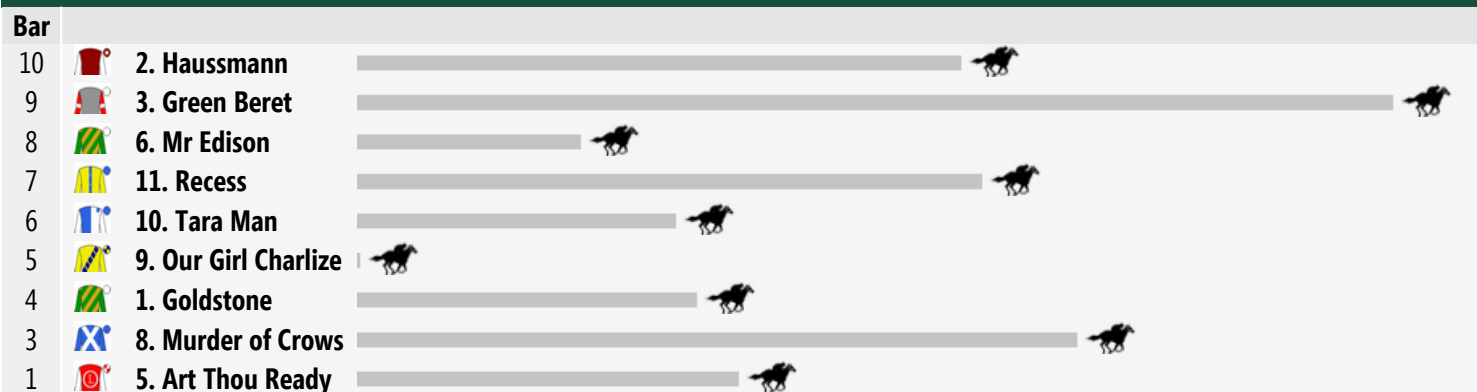 Bar
10 2. Haussmann
9 3. Green Beret
8 6. Mr Edison
7 11. Recess
6 10. Tara Man
5 9. Our Girl Charlize
4 1. Goldstone
3 8. Murder of Crows
1 5. Art Thou Ready